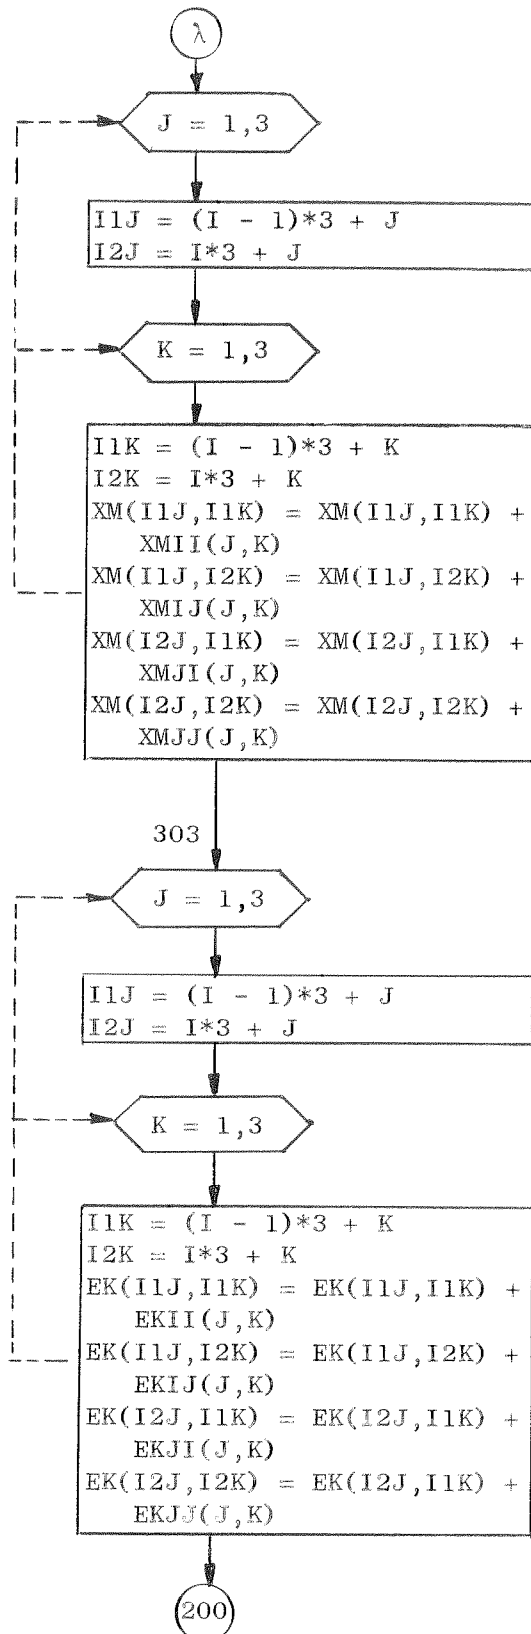 λ
J = 1,3
I1J = (I - 1)*3 + J
I2J = I*3 + J
K = 1,3
I1K = (I - 1)*3 + K
I2K = I*3 + K
XM(I1J,I1K) = XM(I1J,I1K) +
XMII(J,K)
XM(I1J,I2K) = XM(I1J,I2K) +
XMIJ(J,K)
XM(I2J,I1K) = XM(I2J,I1K) +
XMJI(J,K)
XM(I2J,I2K) = XM(I2J,I2K) +
XMJJ(J,K)
303
J = 1,3
I1J = (I - 1)*3 + J
I2J = I*3 + J
K = 1,3
I1K = (I - 1)*3 + K
I2K = I*3 + K
EK(I1J,I1K) = EK(I1J,I1K) +
EKII(J,K)
EK(I1J,I2K) = EK(I1J,I2K) +
EKIJ(J,K)
EK(I2J,I1K) = EK(I2J,I1K) +
EKJI(J,K)
EK(I2J,I2K) = EK(I2J,I1K) +
EKJJ(J,K)
200